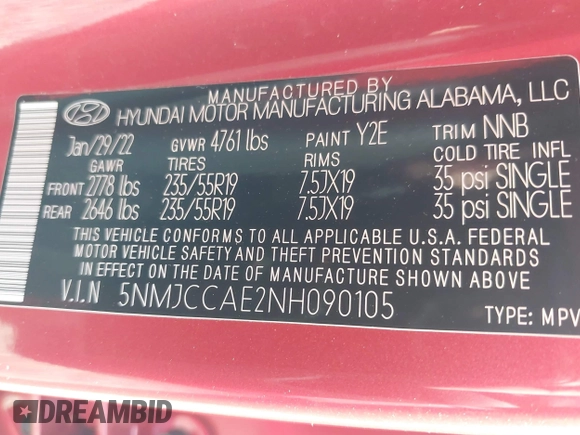 MANUFACTURED BY
HYUNDAI MOTOR MANUFACTURING ALABAMA, LLC
Jan/29/22 GVWR 4761 lbs PAINT Y2E TRIM NNB
GAWR TIRES RIMS COLD TIRE INFL
FRONT 2778 lbs 235/55R19 7.5JX19 35 psi SINGLE
REAR 2646 lbs 235/55R19 7.5JX19 35 psi SINGLE
THIS VEHICLE CONFORMS TO ALL APPLICABLE U.S.A. FEDERAL
MOTOR VEHICLE SAFETY AND THEFT PREVENTION STANDARDS
IN EFFECT ON THE DATE OF MANUFACTURE SHOWN ABOVE
V.I.N 5NMJCCAE2NH090105
TYPE: MPV
DREAMBID